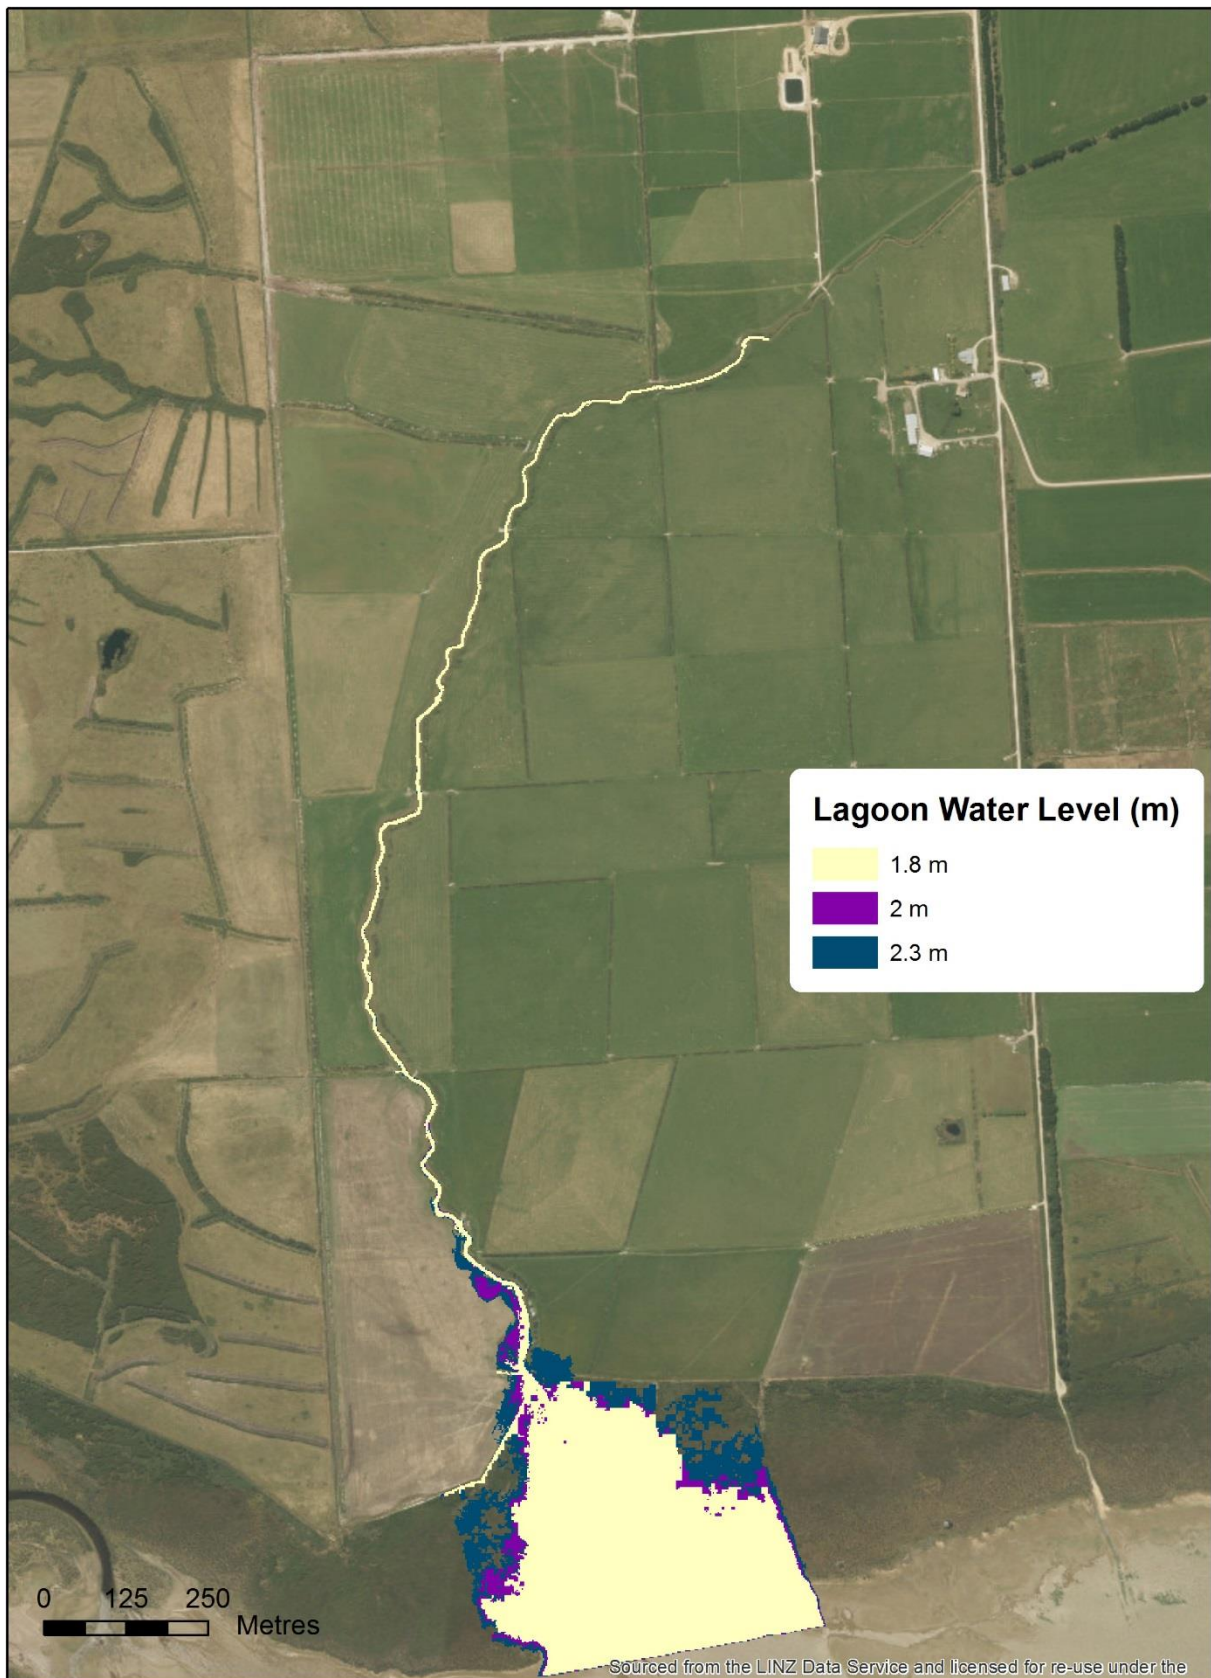 Lagoon Water Level (m)
1.8 m
2 m
2.3 m
0 125 250
Metres
Sourced from the LINZ Data Service and licensed for re-use under the